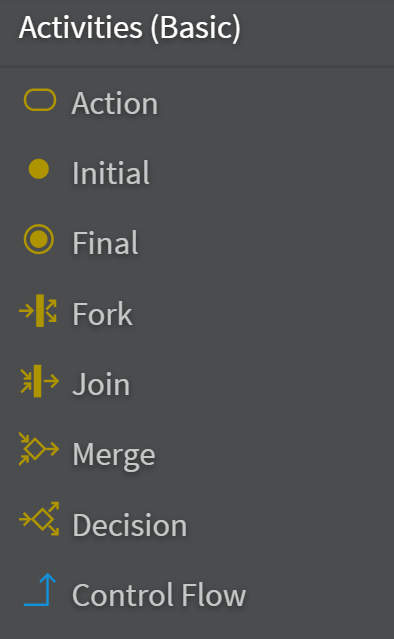 Activities (Basic)
Action
Initial
Final
Fork
Join
Merge
Decision
Control Flow